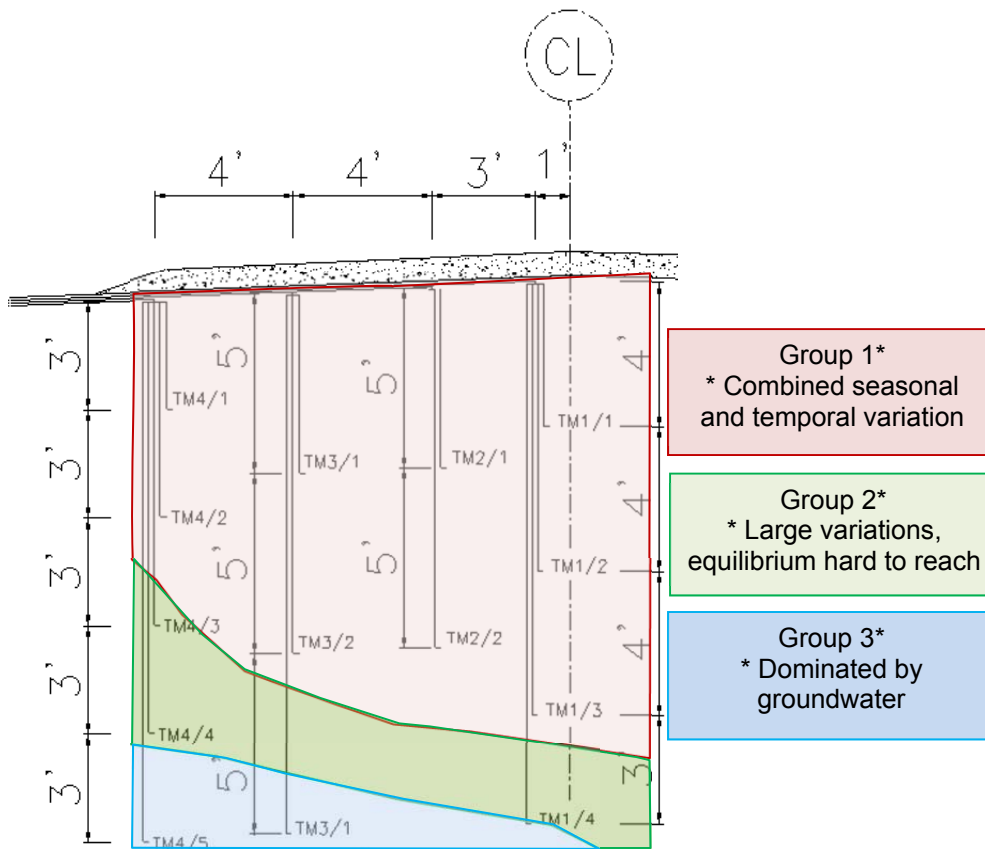 CL
4' 4' 3' 1'
3' 5' 5' 4'
TM4/1
TM3/1
TM2/1
TM1/1
3'
TM4/2
4'
TM1/2
3' 5' 5'
TM4/3
TM3/2
TM2/2
4'
TM1/3
3'
TM4/4
5'
3
TM1/4
3'
TM3/1
TM4/5
Group 1*
* Combined seasonal
and temporal variation
Group 2*
* Large variations,
equilibrium hard to reach
Group 3*
* Dominated by
groundwater